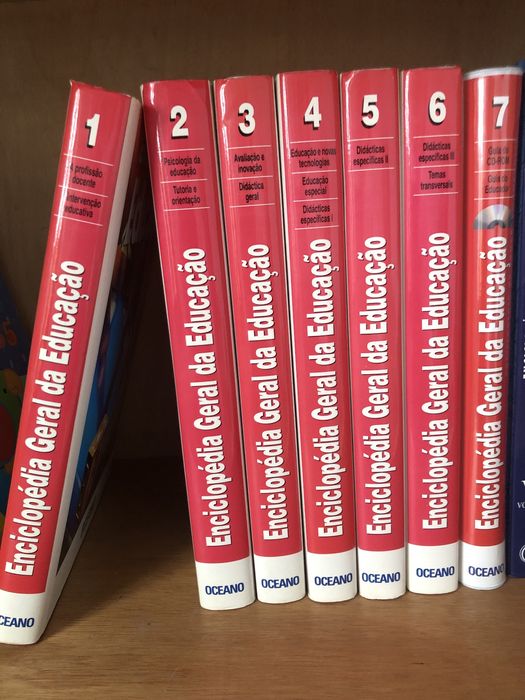 1
A profissão
docente
Intervenção
educativa
Enciclopédia Geral da Educação
OCEANO
2
Psicologia da
educação
Tutoria e
orientação
Enciclopédia Geral da Educação
OCEANO
3
Avaliação e
inovação
Didáctica
geral
Enciclopédia Geral da Educação
OCEANO
4
Educação e novas
tecnologias
Educação
especial
Didácticas
específicas I
Enciclopédia Geral da Educação
OCEANO
5
Didácticas
específicas II
Enciclopédia Geral da Educação
OCEANO
6
Didácticas
específicas III
Temas
transversais
Enciclopédia Geral da Educação
OCEANO
7
Guia do
CD-ROM
Guia do
Educador
Enciclopédia Geral da Educação
OCEANO